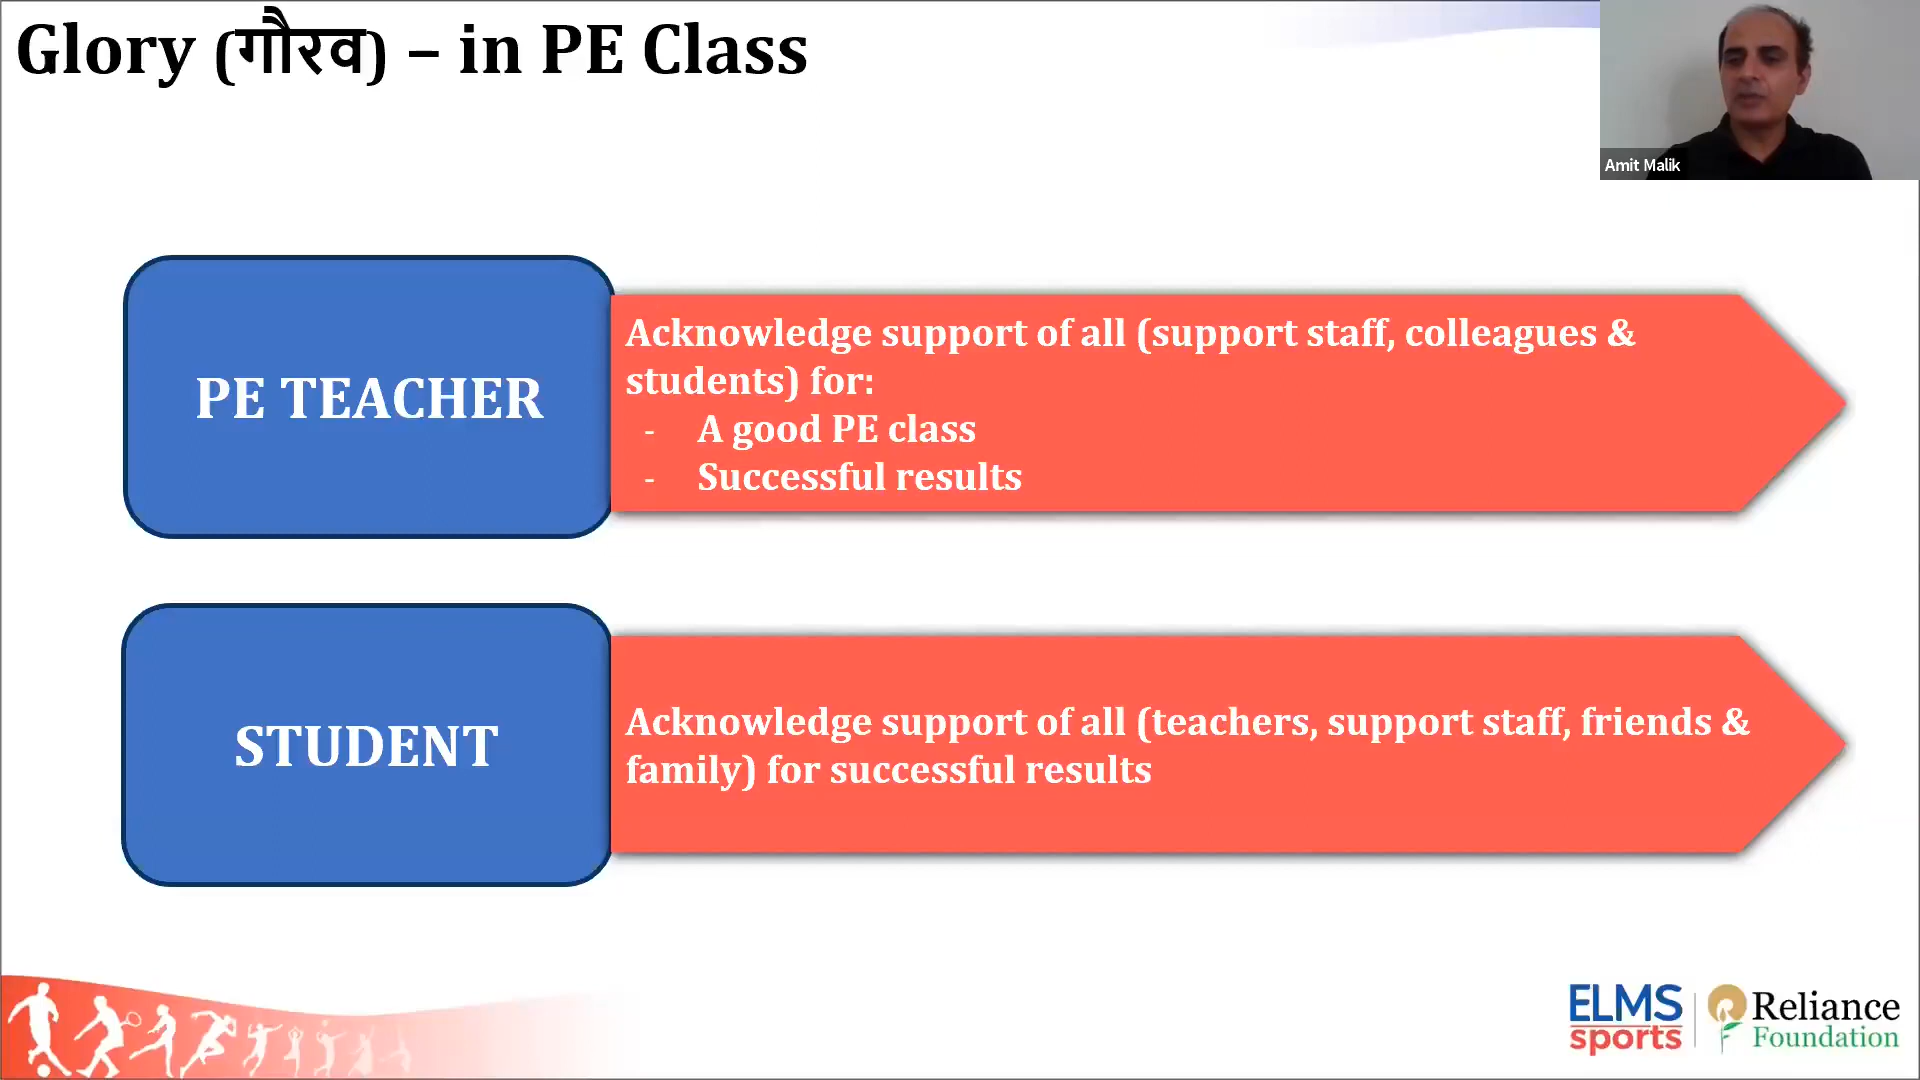 Glory (गौरव) – in PE Class
Amit Malik
PE TEACHER
Acknowledge support of all (support staff, colleagues &
students) for:
- A good PE class
- Successful results
STUDENT
Acknowledge support of all (teachers, support staff, friends &
family) for successful results
ELMS
sports
Reliance
Foundation